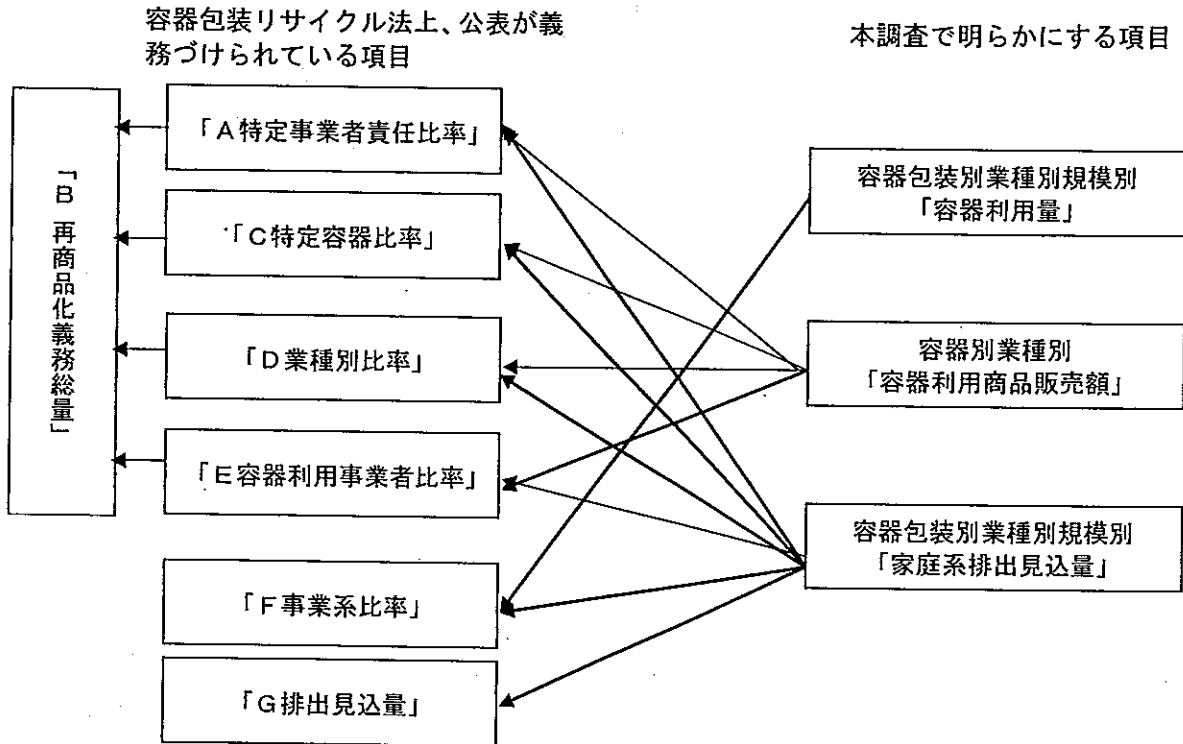 容器包装リサイクル法上、公表が義
務づけられている項目
本調査で明らかにする項目
「B 再商品化義務総量」
「A特定事業者責任比率」
「C特定容器比率」
「D業種別比率」
「E容器利用事業者比率」
「F事業系比率」
「G排出見込量」
容器包装別業種別規模別
「容器利用量」
容器別業種別
「容器利用商品販売額」
容器包装別業種別規模別
「家庭系排出見込量」